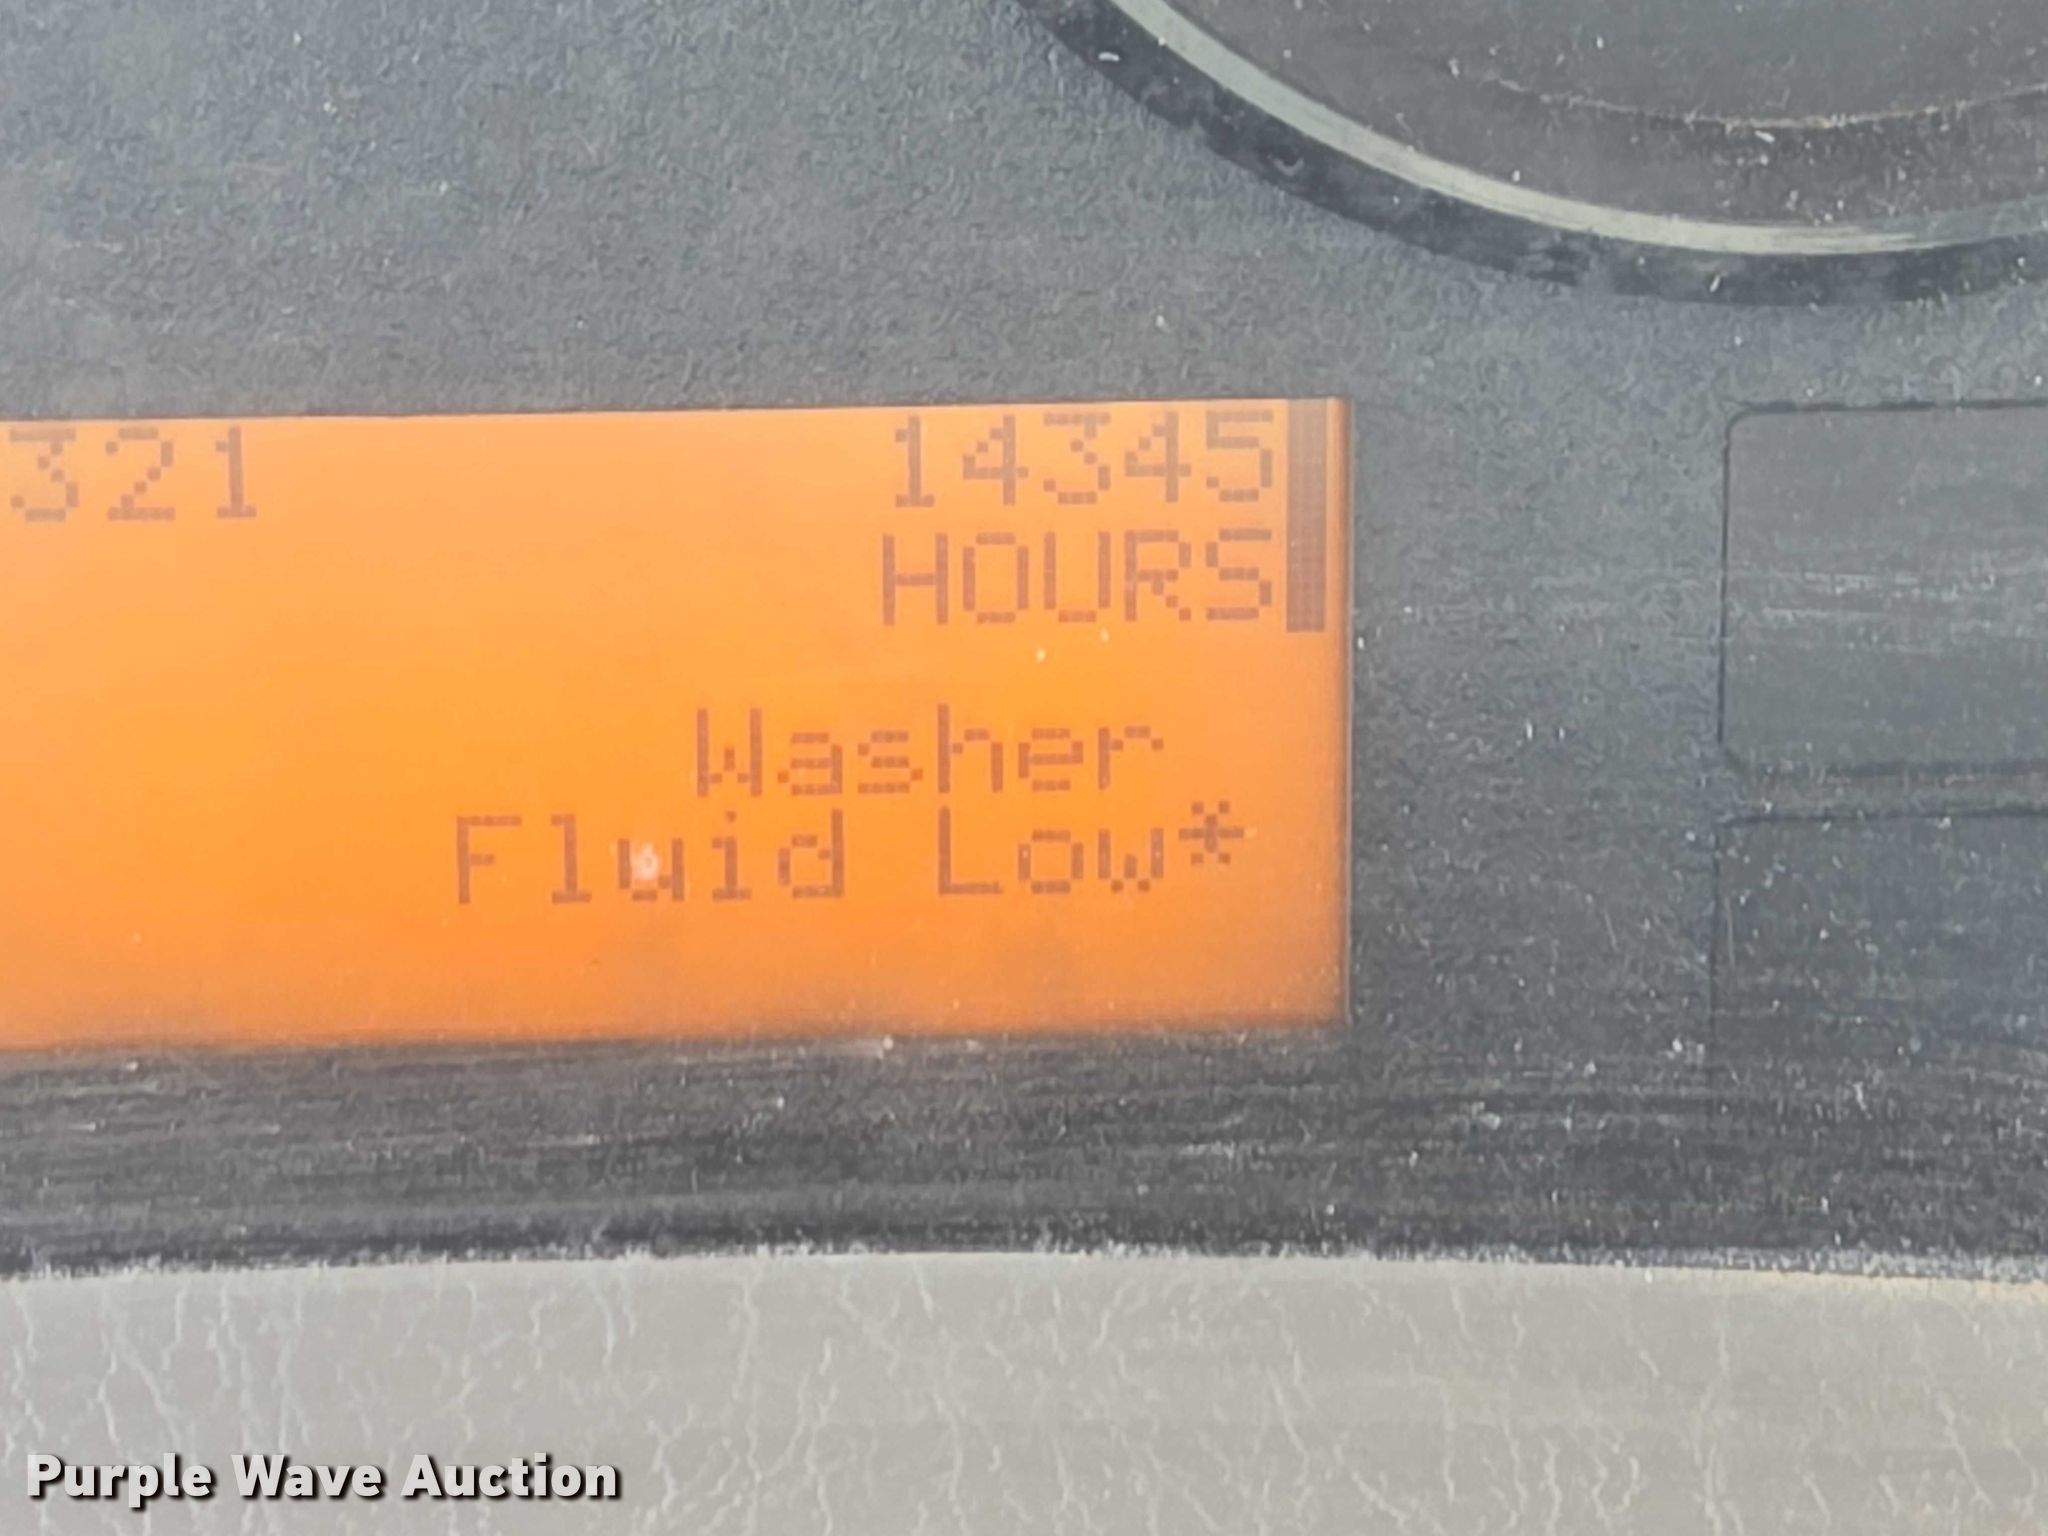 321 14345
HOURS
Washer
Fluid Low*
Purple Wave Auction